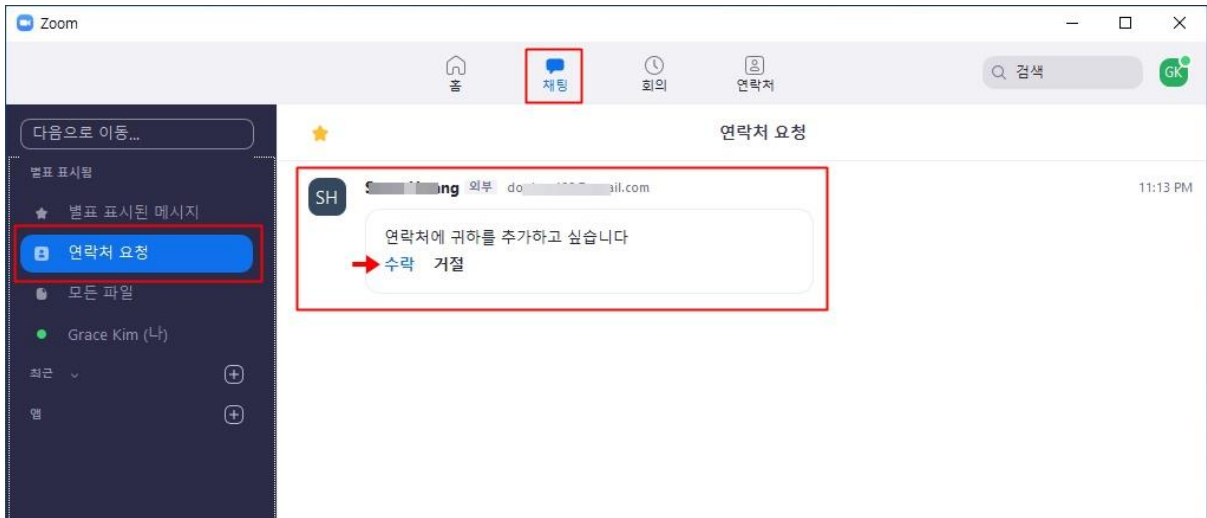 Zoom
홈
채팅
회의
연락처
검색
GK
다음으로 이동...
연락처 요청
별표 표시됨
별표 표시된 메시지
연락처 요청
모든 파일
Grace Kim (나)
최근
앱
SH
외부
11:13 PM
연락처에 귀하를 추가하고 싶습니다
수락 거절